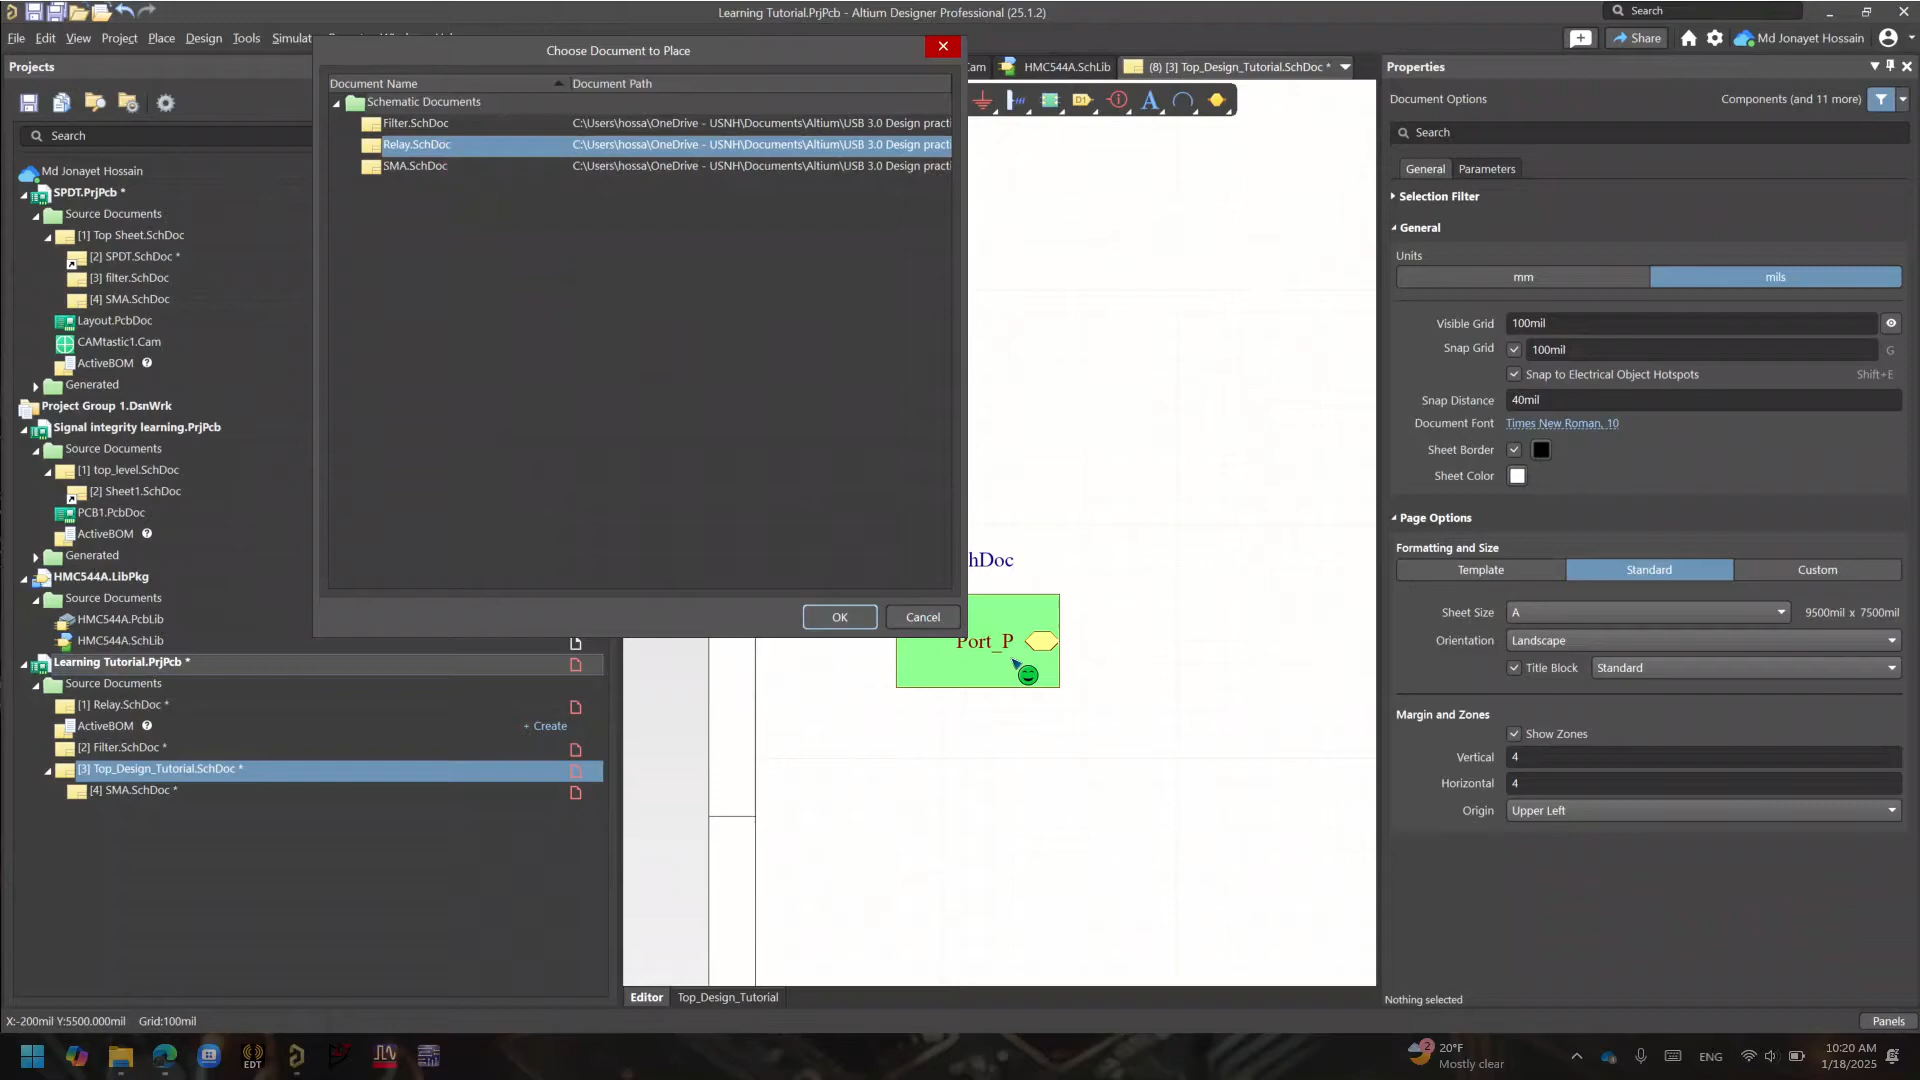 Learning Tutorial.PrjPcb - Altium Designer Professional (25.1.2)
Search
File Edit View Project Place Design Tools Simulat
Share
Md Jonayet Hossain
Projects
Search
Md Jonayet Hossain
SPDT.PrjPcb *
Source Documents
[1] Top Sheet.SchDoc
[2] SPDT.SchDoc *
[3] filter.SchDoc
[4] SMA.SchDoc
Layout.PcbDoc
CAMtastic1.Cam
ActiveBOM ?
Generated
Project Group 1.DsnWrk
Signal integrity learning.PrjPcb
Source Documents
[1] top_level.SchDoc
[2] Sheet1.SchDoc
PCB1.PcbDoc
ActiveBOM ?
Generated
HMC544A.LibPkg
Source Documents
HMC544A.PcbLib
HMC544A.SchLib
Learning Tutorial.PrjPcb *
Source Documents
[1] Relay.SchDoc *
ActiveBOM ?
+ Create
[2] Filter.SchDoc *
[3] Top_Design_Tutorial.SchDoc *
[4] SMA.SchDoc *
Choose Document to Place
Document Name Document Path
Schematic Documents
Filter.SchDoc C:\Users\hossa\OneDrive - USNH\Documents\Altium\USB 3.0 Design practi
Relay.SchDoc C:\Users\hossa\OneDrive - USNH\Documents\Altium\USB 3.0 Design practi
SMA.SchDoc C:\Users\hossa\OneDrive - USNH\Documents\Altium\USB 3.0 Design practi
OK Cancel
am HMC544A.SchLib (8) [3] Top_Design_Tutorial.SchDoc *
D1
A
hDoc
Port_P
Editor Top_Design_Tutorial
Properties
Document Options Components (and 11 more)
Search
General Parameters
Selection Filter
General
Units
mm mils
Visible Grid 100mil
Snap Grid 100mil G
Snap to Electrical Object Hotspots Shift+E
Snap Distance 40mil
Document Font Times New Roman, 10
Sheet Border
Sheet Color
Page Options
Formatting and Size
Template Standard Custom
Sheet Size A 9500mil x 7500mil
Orientation Landscape
Title Block Standard
Margin and Zones
Show Zones
Vertical 4
Horizontal 4
Origin Upper Left
Nothing selected
X:-200mil Y:5500.000mil Grid:100mil
Panels
EDT
2
20°F
Mostly clear
ENG
10:20 AM
1/18/2025